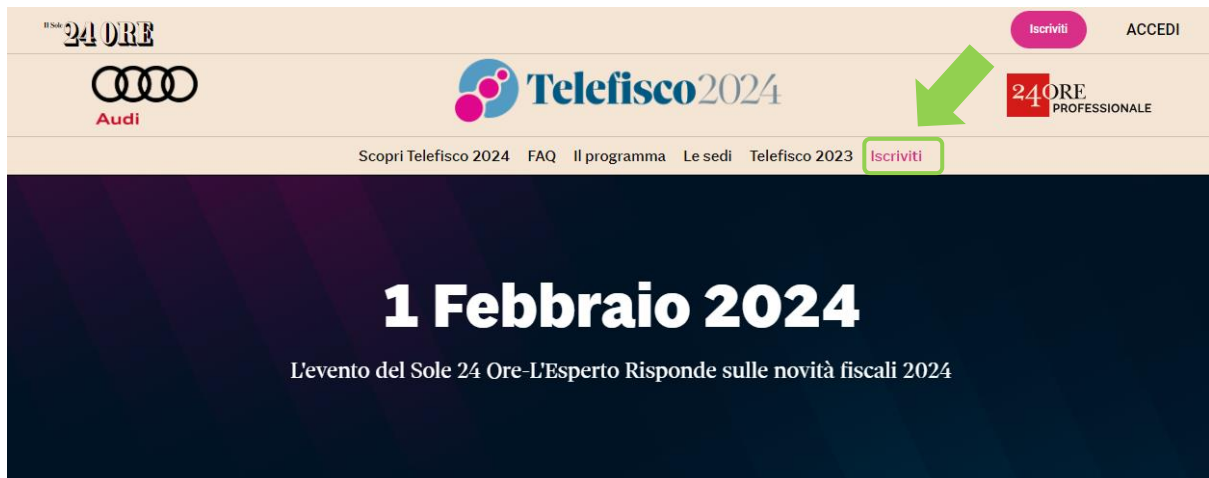 Il Sole 24 ORE
Iscriviti
ACCEDI
Audi
Telefisco2024
24ORE
PROFESSIONALE
Scopri Telefisco 2024 FAQ Il programma Le sedi Telefisco 2023 Iscriviti
1 Febbraio 2024
L'evento del Sole 24 Ore-L'Esperto Risponde sulle novità fiscali 2024